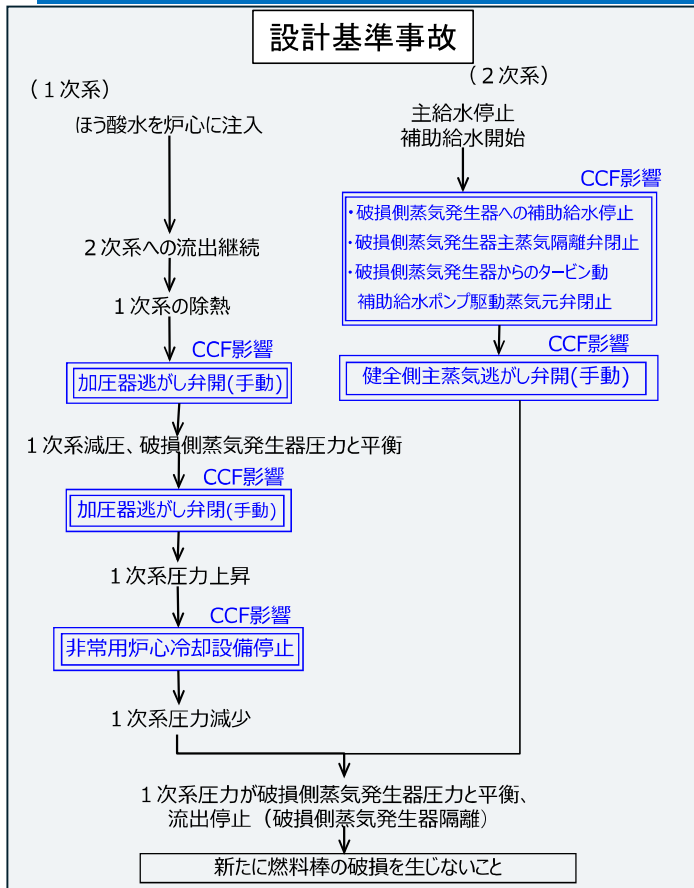 設計基準事故
（１次系）
ほう酸水を炉心に注入
２次系への流出継続
１次系の除熱
CCF影響
加圧器逃がし弁開(手動)
１次系減圧、破損側蒸気発生器圧力と平衡
CCF影響
加圧器逃がし弁閉(手動)
１次系圧力上昇
CCF影響
非常用炉心冷却設備停止
１次系圧力減少
（２次系）
主給水停止
補助給水開始
CCF影響
・破損側蒸気発生器への補助給水停止
・破損側蒸気発生器主蒸気隔離弁閉止
・破損側蒸気発生器からのタービン動
補助給水ポンプ駆動蒸気元弁閉止
CCF影響
健全側主蒸気逃がし弁開(手動)
１次系圧力が破損側蒸気発生器圧力と平衡、
流出停止（破損側蒸気発生器隔離）
新たに燃料棒の破損を生じないこと